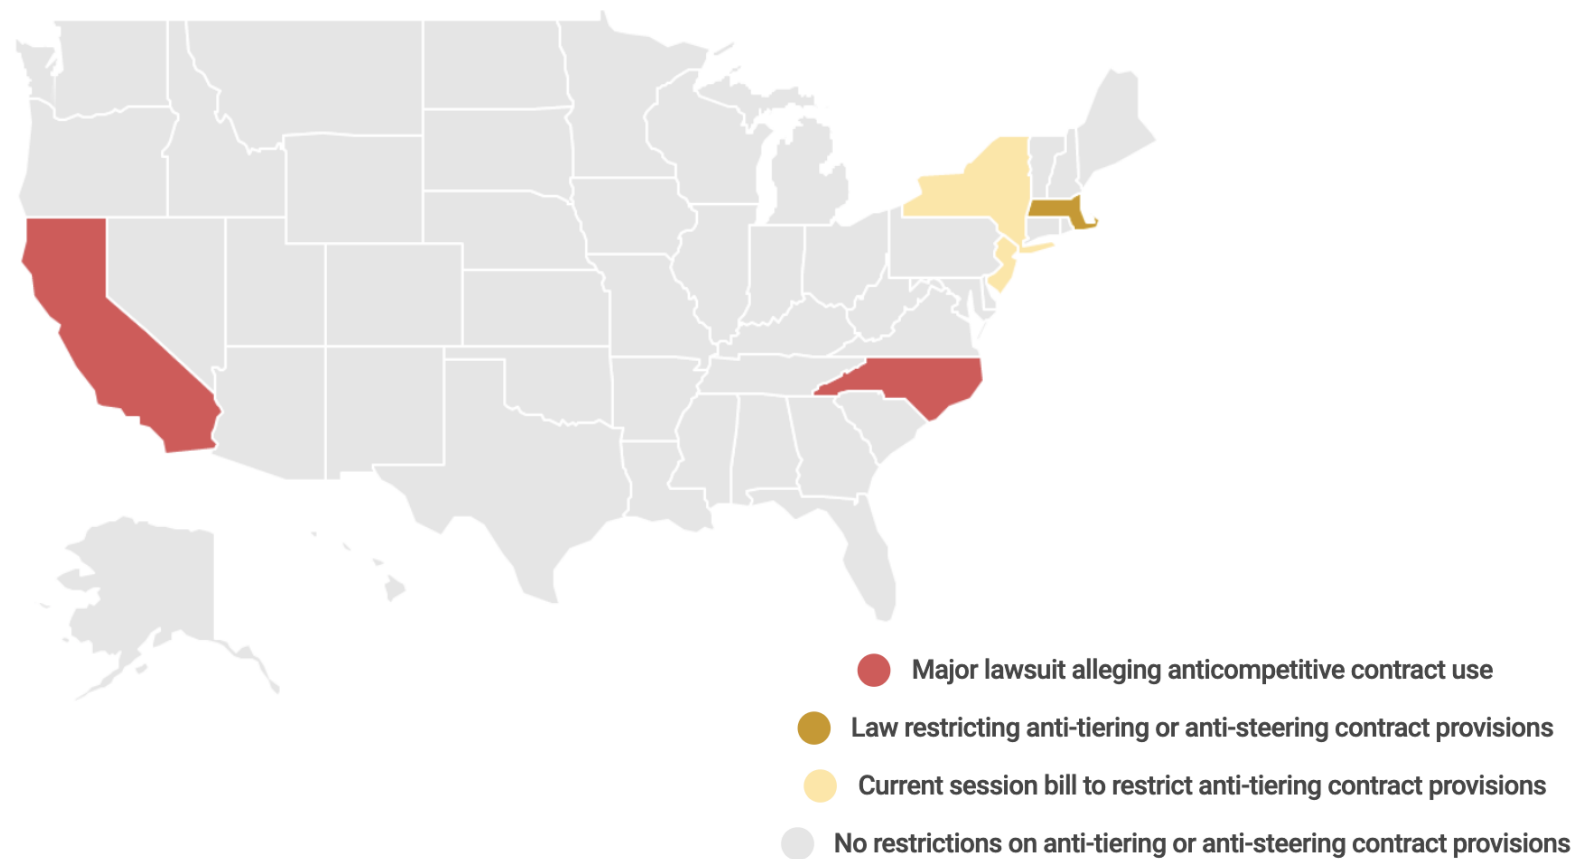 Major lawsuit alleging anticompetitive contract use
Law restricting anti-tiering or anti-steering contract provisions
Current session bill to restrict anti-tiering contract provisions
No restrictions on anti-tiering or anti-steering contract provisions